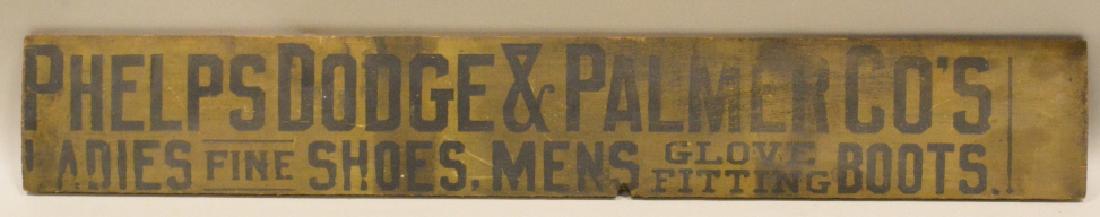 PHELPS DODGE & PALMER CO'S
LADIES FINE SHOES, MENS GLOVE FITTING BOOTS.